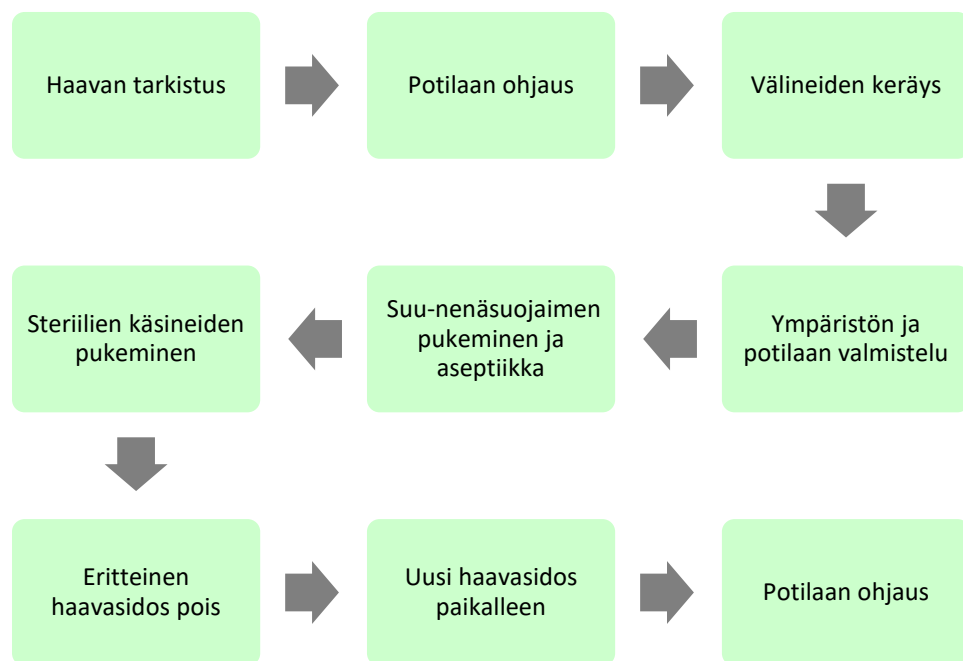 Haavan tarkistus
Potilaan ohjaus
Välineiden keräys
Ympäristön ja
potilaan valmistelu
Suu-nenäsuojaimen
pukeminen ja
aseptiikka
Steriilien käsineiden
pukeminen
Eritteinen
haavasidos pois
Uusi haavasidos
paikalleen
Potilaan ohjaus